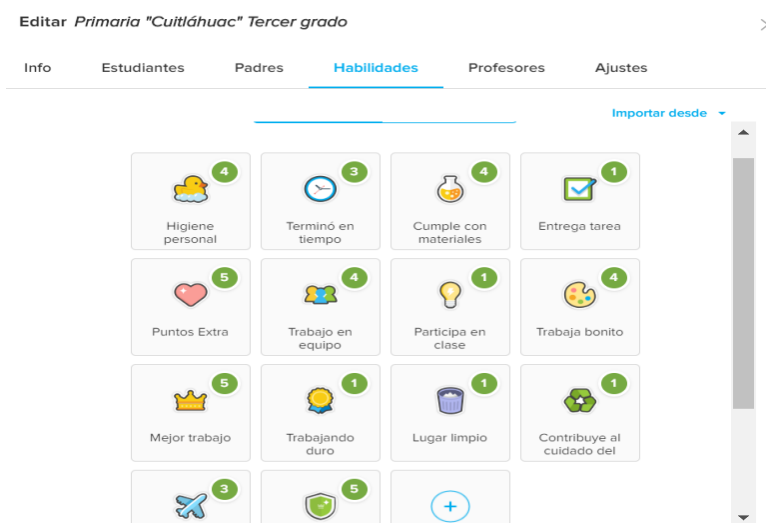 Editar Primaria "Cuitláhuac" Tercer grado
Info Estudiantes Padres Habilidades Profesores Ajustes
Importar desde
4 3 4 1
Higiene personal
Terminó en tiempo
Cumple con materiales
Entrega tarea
5 4 1 4
Puntos Extra
Trabajo en equipo
Participa en clase
Trabaja bonito
5 1 1 1
Mejor trabajo
Trabajando duro
Lugar limpio
Contribuye al cuidado del
3 5